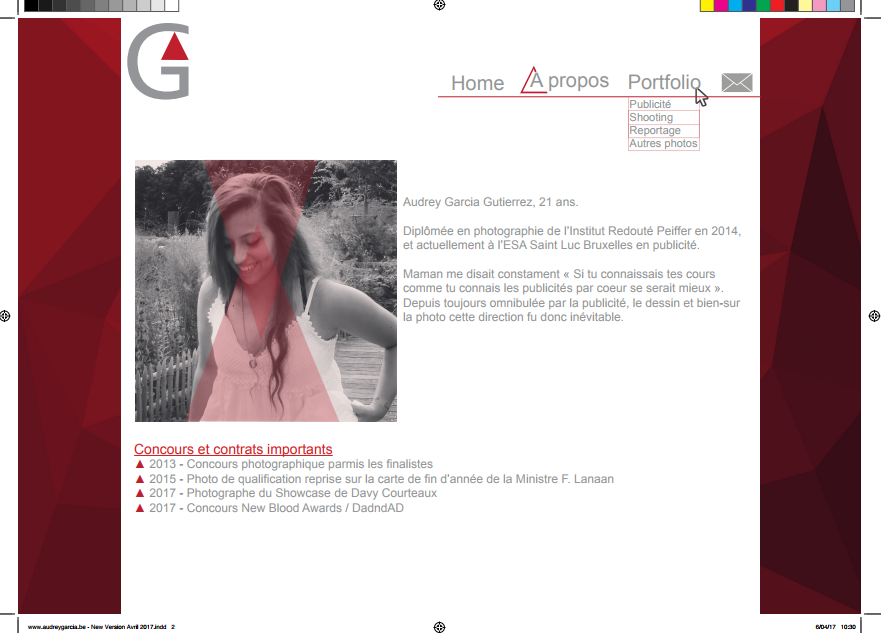 G
Home À propos Portfolio
Publicité
Shooting
Reportage
Autres photos
Audrey Garcia Gutierrez, 21 ans.
Diplômée en photographie de l'Institut Redouté Peiffer en 2014,
et actuellement à l'ESA Saint Luc Bruxelles en publicité.
Maman me disait constament « Si tu connaissais tes cours
comme tu connais les publicités par coeur se serait mieux ».
Depuis toujours omnibulée par la publicité, le dessin et bien-sur
la photo cette direction fu donc inévitable.
Concours et contrats importants
▲ 2013 - Concours photographique parmis les finalistes
▲ 2015 - Photo de qualification reprise sur la carte de fin d'année de la Ministre F. Lanaan
▲ 2017 - Photographe du Showcase de Davy Courteaux
▲ 2017 - Concours New Blood Awards / DadndAD
www.audreygarcia.be - New Version Avril 2017.indd 2
6/04/17 10:30